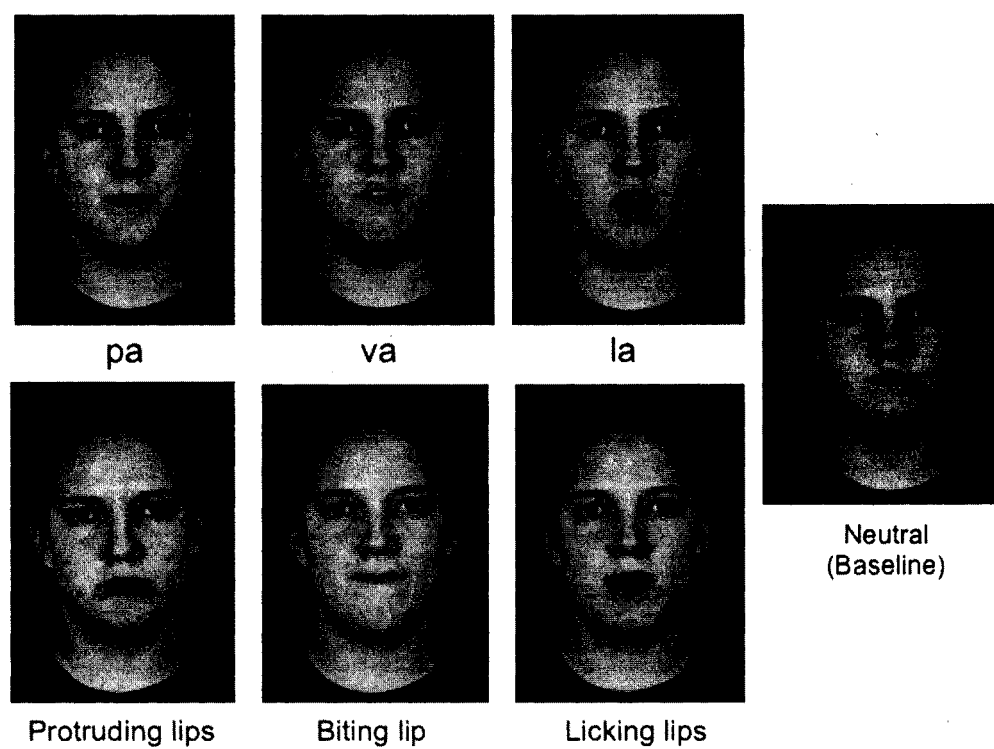 pa
va
la
Neutral
(Baseline)
Protruding lips
Biting lip
Licking lips